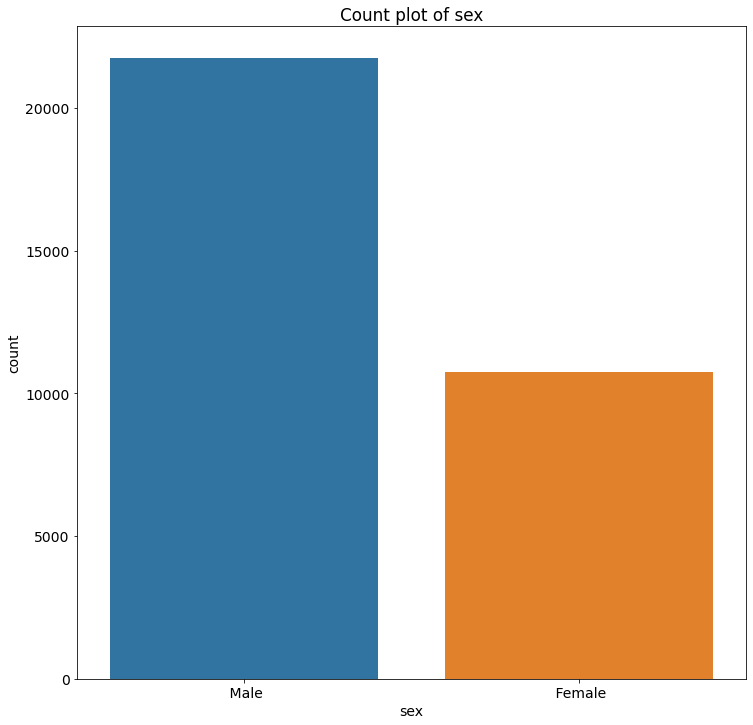 Count plot of sex
20000
15000
10000
5000
0
count
Male
Female
sex